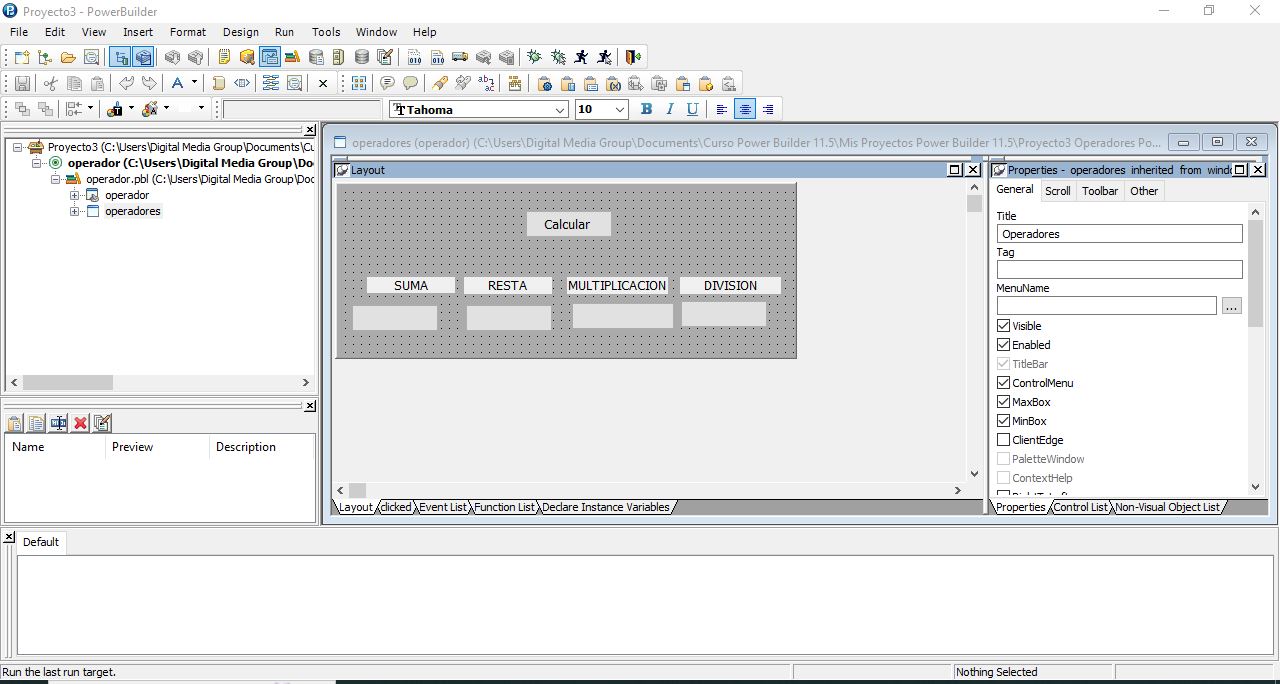 Proyecto3 - PowerBuilder
File Edit View Insert Format Design Run Tools Window Help
Tahoma 10 B I U
Proyecto3 (C:\Users\Digital Media Group\Documents\Cu
operador (C:\Users\Digital Media Group\Do
operador.pbl (C:\Users\Digital Media Group\Doc
operador
operadores
Name Preview Description
operadores (operador) (C:\Users\Digital Media Group\Documents\Curso Power Builder 11.5\Mis Proyectos Power Builder 11.5\Proyecto3 Operadores Po...
Layout
Calcular
SUMA RESTA MULTIPLICACION DIVISION
Layout clicked Event List Function List Declare Instance Variables
Properties - operadores inherited from windo
General Scroll Toolbar Other
Title
Operadores
Tag
MenuName
...
Visible
Enabled
TitleBar
ControlMenu
MaxBox
MinBox
ClientEdge
PaletteWindow
ContextHelp
Properties Control List Non-Visual Object List
Default
Run the last run target.
Nothing Selected